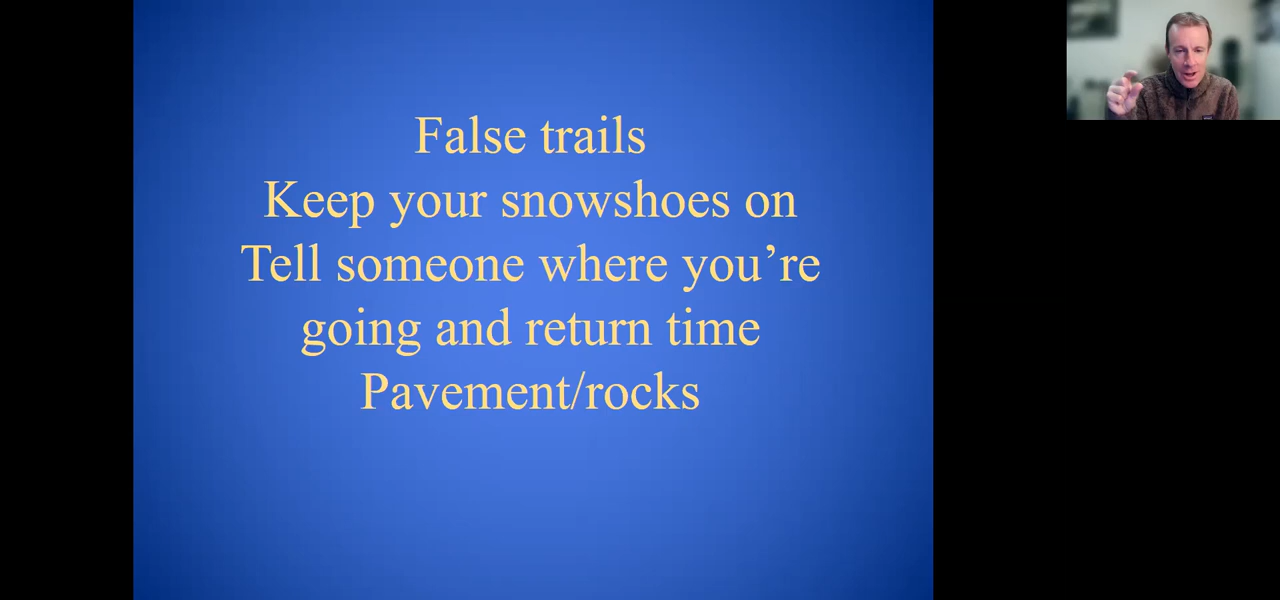 False trails
Keep your snowshoes on
Tell someone where you’re
going and return time
Pavement/rocks